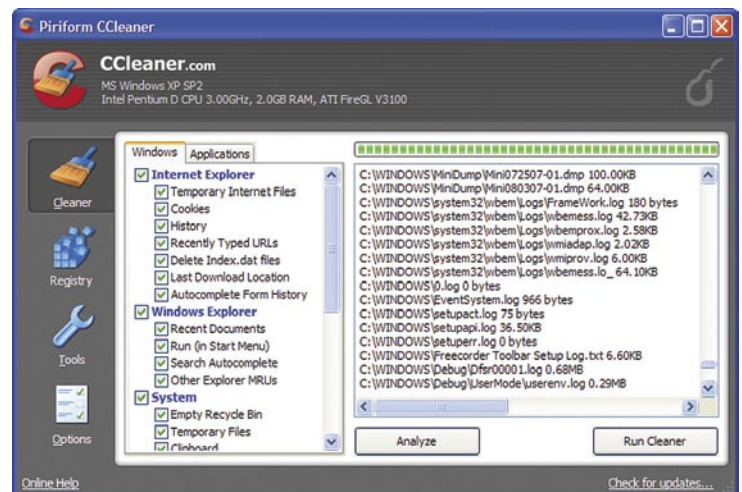 Piriform CCleaner
CCleaner.com
MS Windows XP SP2
Intel Pentium D CPU 3.00GHz, 2.0GB RAM, ATI FireGL V3100
Cleaner
Registry
Tools
Options
Windows
Applications
Internet Explorer
Temporary Internet Files
Cookies
History
Recently Typed URLs
Delete Index.dat files
Last Download Location
Autocomplete Form History
Windows Explorer
Recent Documents
Run (in Start Menu)
Search Autocomplete
Other Explorer MRUs
System
Empty Recycle Bin
Temporary Files
Clipboard
C:\WINDOWS\MiniDump\Mini072507-01.dmp 100.00KB
C:\WINDOWS\MiniDump\Mini080307-01.dmp 64.00KB
C:\WINDOWS\system32\wbem\Logs\FrameWork.log 180 bytes
C:\WINDOWS\system32\wbem\Logs\wbemess.log 42.73KB
C:\WINDOWS\system32\wbem\Logs\wbemprox.log 2.58KB
C:\WINDOWS\system32\wbem\Logs\wmiadap.log 2.02KB
C:\WINDOWS\system32\wbem\Logs\wmiprov.log 6.00KB
C:\WINDOWS\system32\wbem\Logs\wbemess.lo_ 64.10KB
C:\WINDOWS\0.log 0 bytes
C:\WINDOWS\EventSystem.log 966 bytes
C:\WINDOWS\setupact.log 75 bytes
C:\WINDOWS\setupapi.log 36.50KB
C:\WINDOWS\setuperr.log 0 bytes
C:\WINDOWS\Freecorder Toolbar Setup Log.txt 6.60KB
C:\WINDOWS\Debug\Dfsr00001.log 0.68MB
C:\WINDOWS\Debug\UserMode\userenv.log 0.29MB
Analyze
Run Cleaner
Online Help
Check for updates...